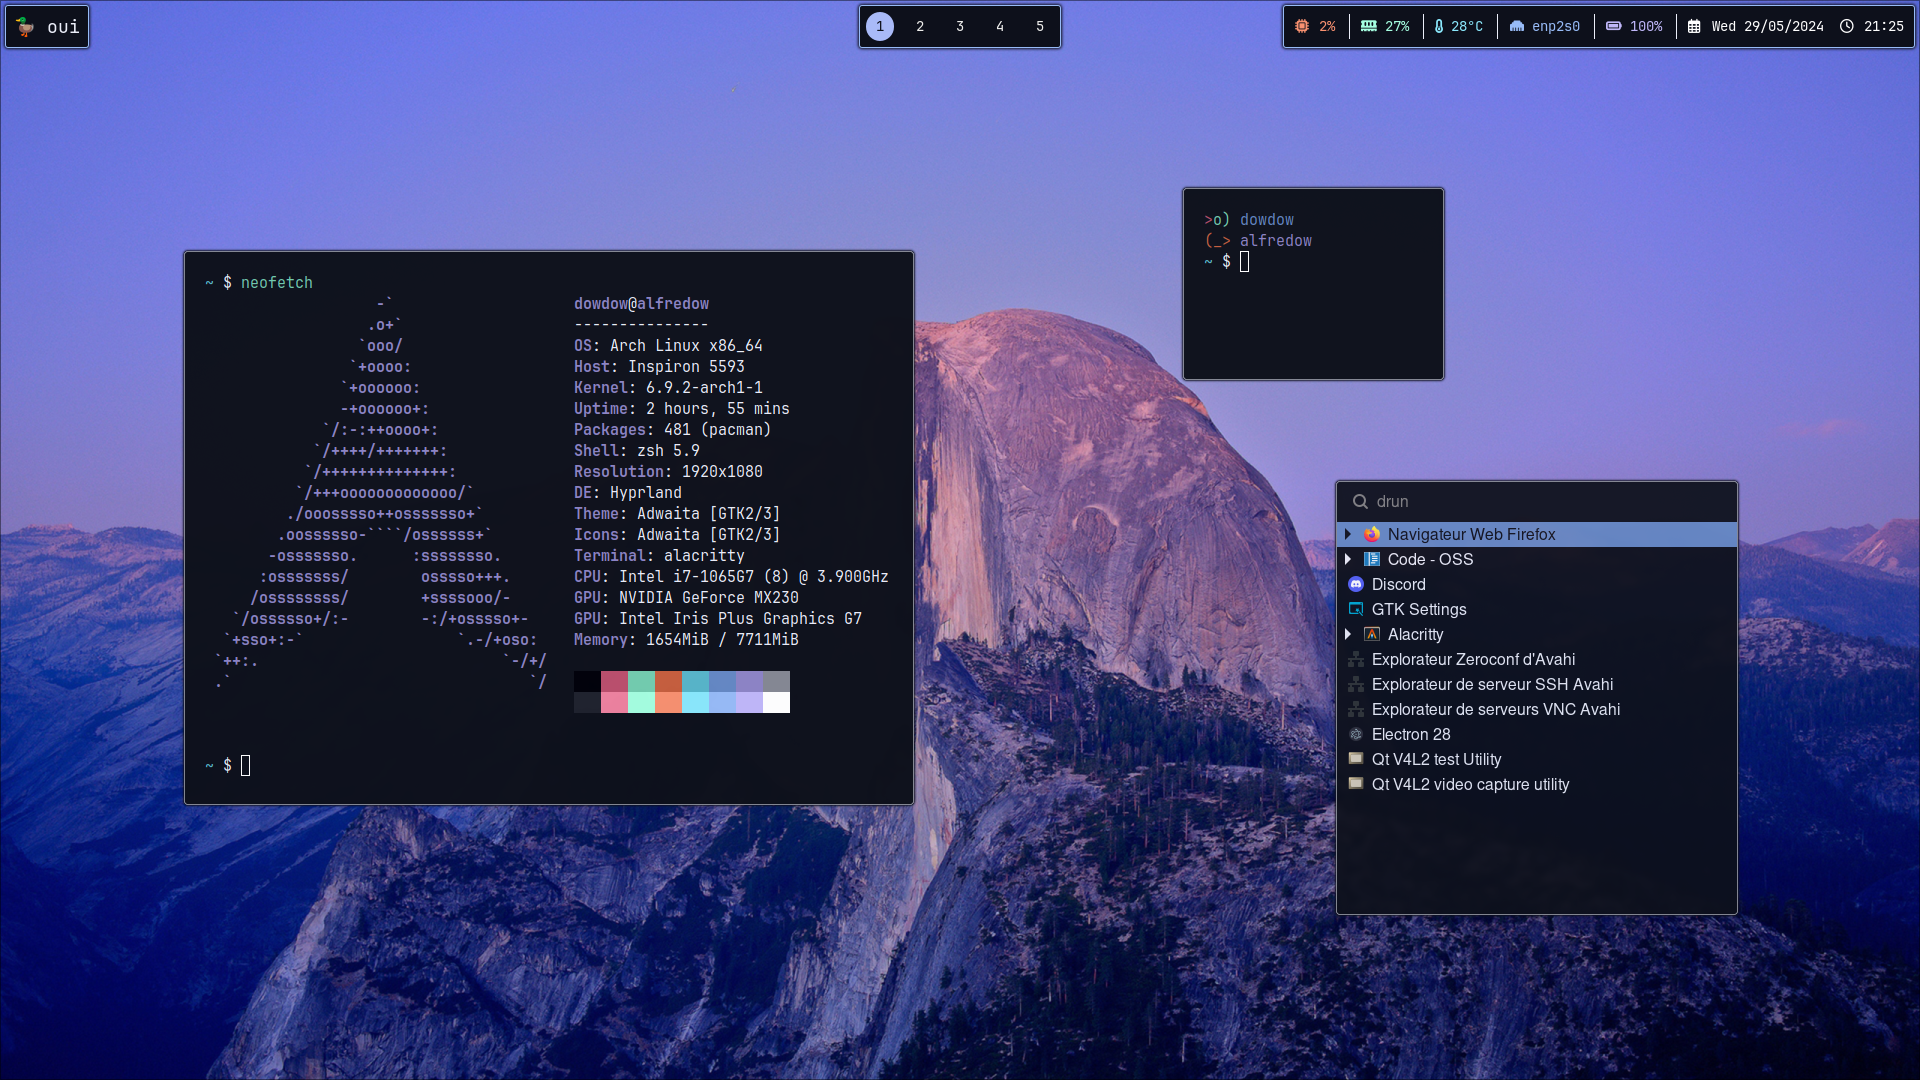 oui
1 2 3 4 5
2% 27% 28°C enp2s0 100% Wed 29/05/2024 21:25
~ $ neofetch
-`
.o+`
`ooo/
`+oooo:
`+oooooo:
-+oooooo+:
`/:-:++oooo+:
`/++++/+++++++:
`/++++++++++++++:
`/+++ooooooooooooo/`
./ooosssso++osssssso+`
.oossssso-````/ossssss+`
-osssssso.      :ssssssso.
:osssssss/        osssso+++.
/ossssssss/        +ssssooo/-
`/ossssso+/:-        -:/+osssso+-
`+sso+:-`                 `.-/+oso:
`++:.                           `-/+/
.`                                 `/
dowdow@alfredow
---------------
OS: Arch Linux x86_64
Host: Inspiron 5593
Kernel: 6.9.2-arch1-1
Uptime: 2 hours, 55 mins
Packages: 481 (pacman)
Shell: zsh 5.9
Resolution: 1920x1080
DE: Hyprland
Theme: Adwaita [GTK2/3]
Icons: Adwaita [GTK2/3]
Terminal: alacritty
CPU: Intel i7-1065G7 (8) @ 3.900GHz
GPU: NVIDIA GeForce MX230
GPU: Intel Iris Plus Graphics G7
Memory: 1654MiB / 7711MiB
~ $
>o) dowdow
(_> alfredow
~ $
drun
Navigateur Web Firefox
Code - OSS
Discord
GTK Settings
Alacritty
Explorateur Zeroconf d'Avahi
Explorateur de serveur SSH Avahi
Explorateur de serveurs VNC Avahi
Electron 28
Qt V4L2 test Utility
Qt V4L2 video capture utility